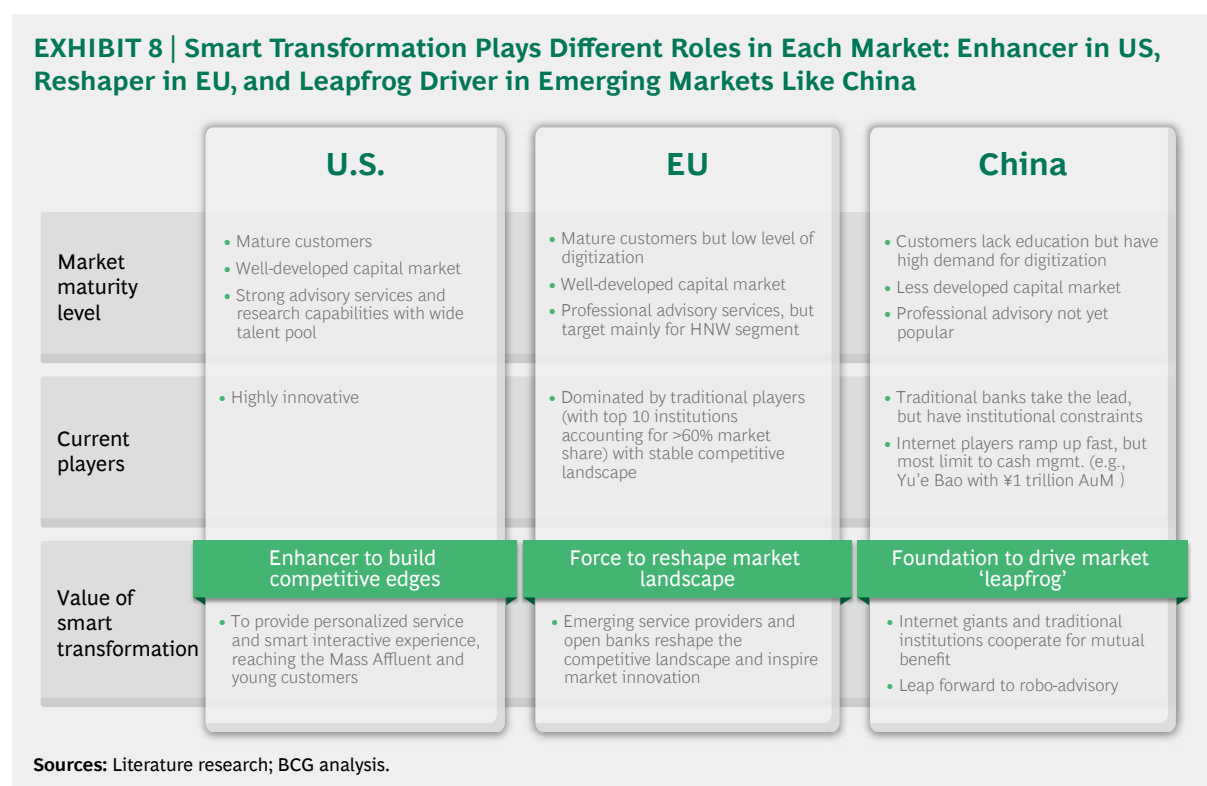 EXHIBIT 8 | Smart Transformation Plays Different Roles in Each Market: Enhancer in US,
Reshaper in EU, and Leapfrog Driver in Emerging Markets Like China
U.S.
EU
China
Market
maturity
level
• Mature customers
• Well-developed capital market
• Strong advisory services and
research capabilities with wide
talent pool
• Mature customers but low level of
digitization
• Well-developed capital market
• Professional advisory services, but
target mainly for HNW segment
• Customers lack education but have
high demand for digitization
• Less developed capital market
• Professional advisory not yet
popular
Current
players
• Highly innovative
• Dominated by traditional players
(with top 10 institutions
accounting for >60% market
share) with stable competitive
landscape
• Traditional banks take the lead,
but have institutional constraints
• Internet players ramp up fast, but
most limit to cash mgmt. (e.g.,
Yu'e Bao with ¥1 trillion AuM )
Value of
smart
transformation
Enhancer to build
competitive edges
• To provide personalized service
and smart interactive experience,
reaching the Mass Affluent and
young customers
Force to reshape market
landscape
• Emerging service providers and
open banks reshape the
competitive landscape and inspire
market innovation
Foundation to drive market
‘leapfrog’
• Internet giants and traditional
institutions cooperate for mutual
benefit
• Leap forward to robo-advisory
Sources: Literature research; BCG analysis.